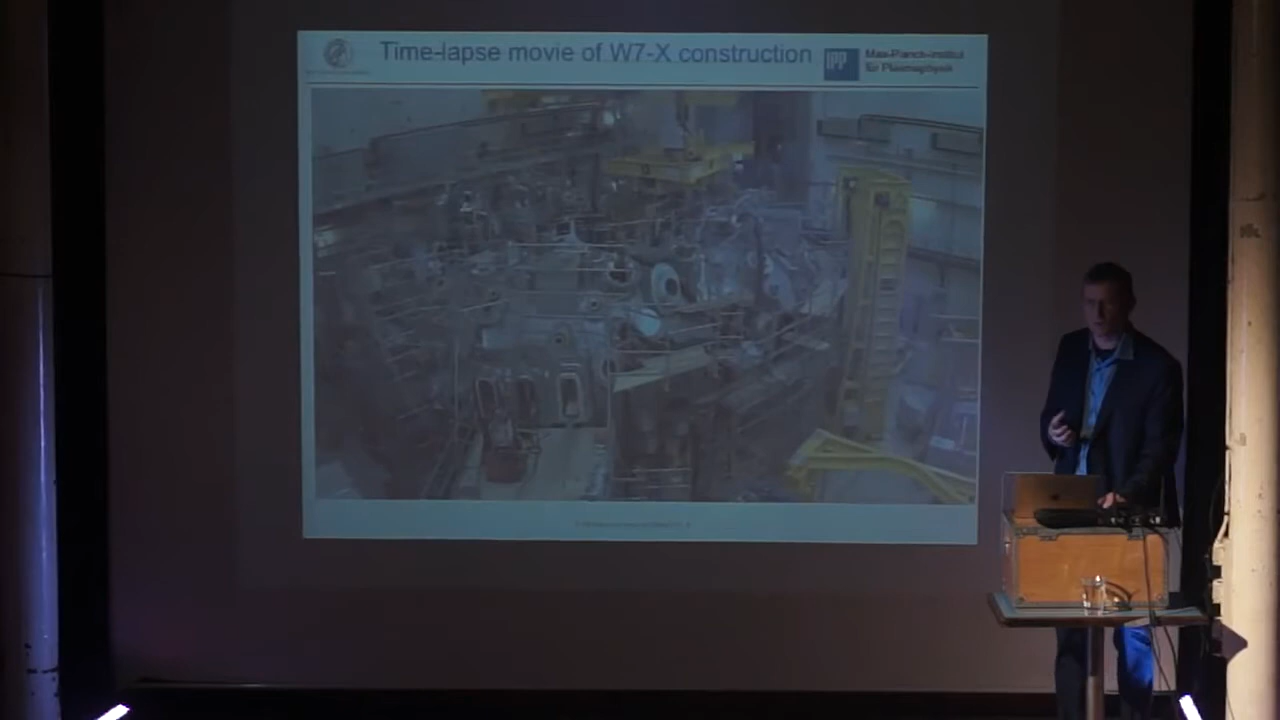 Time-lapse movie of W7-X construction
IPP
Max-Planck-Institut
für Plasmaphysik